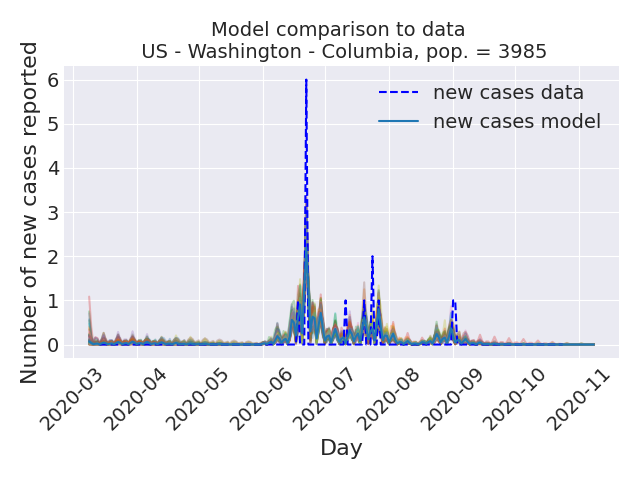 Model comparison to data
US - Washington - Columbia, pop. = 3985
Number of new cases reported
6
5
4
3
2
1
0
new cases data
new cases model
2020-03
2020-04
2020-05
2020-06
2020-07
2020-08
2020-09
2020-10
2020-11
Day